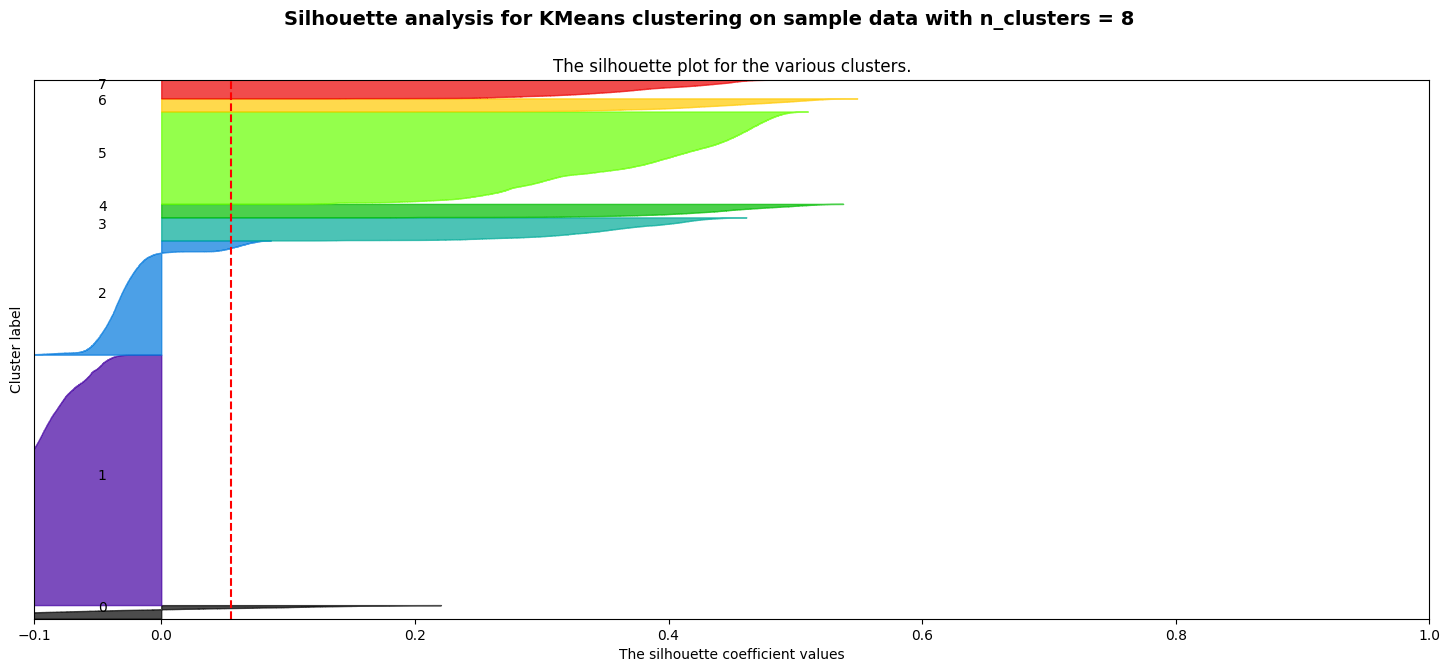 Silhouette analysis for KMeans clustering on sample data with n_clusters = 8
The silhouette plot for the various clusters.
7
6
5
4
3
2
1
0
Cluster label
−0.1 0.0 0.2 0.4 0.6 0.8 1.0
The silhouette coefficient values